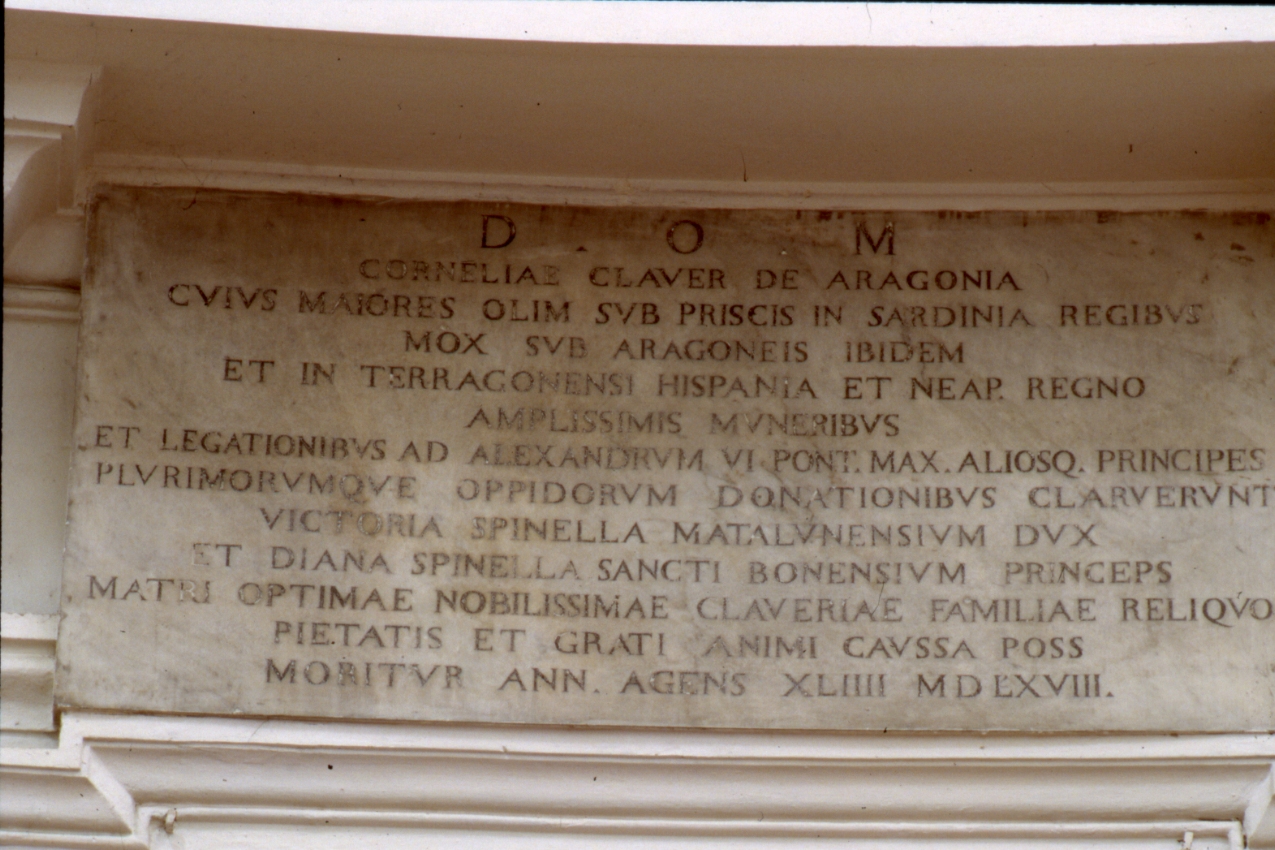 D . O . M
CORNELIAE CLAVER DE ARAGONIA
CVIVS MAIORES OLIM SVB PRISCIS IN SARDINIA REGIBVS
MOX SVB ARAGONEIS IBIDEM
ET IN TERRACONENSI HISPANIA ET NEAP. REGNO
AMPLISSIMIS MVNERIBVS
ET LEGATIONIBVS AD ALEXANDRVM VI PONT. MAX. ALIOSQ. PRINCIPES
PLVRIMORVMQVE OPPIDORVM DONATIONIBVS CLARVERVNT
VICTORIA SPINELLA MATALVNENSIVM DVX
ET DIANA SPINELLA SANCTI BONENSIVM PRINCEPS
MATRI OPTIMAE NOBILISSIMAE CLAVERIAE FAMILIAE RELIQVO
PIETATIS ET GRATI ANIMI CAVSSA POSS
MORITVR ANN. AGENS XLIIII MDLXVIII.